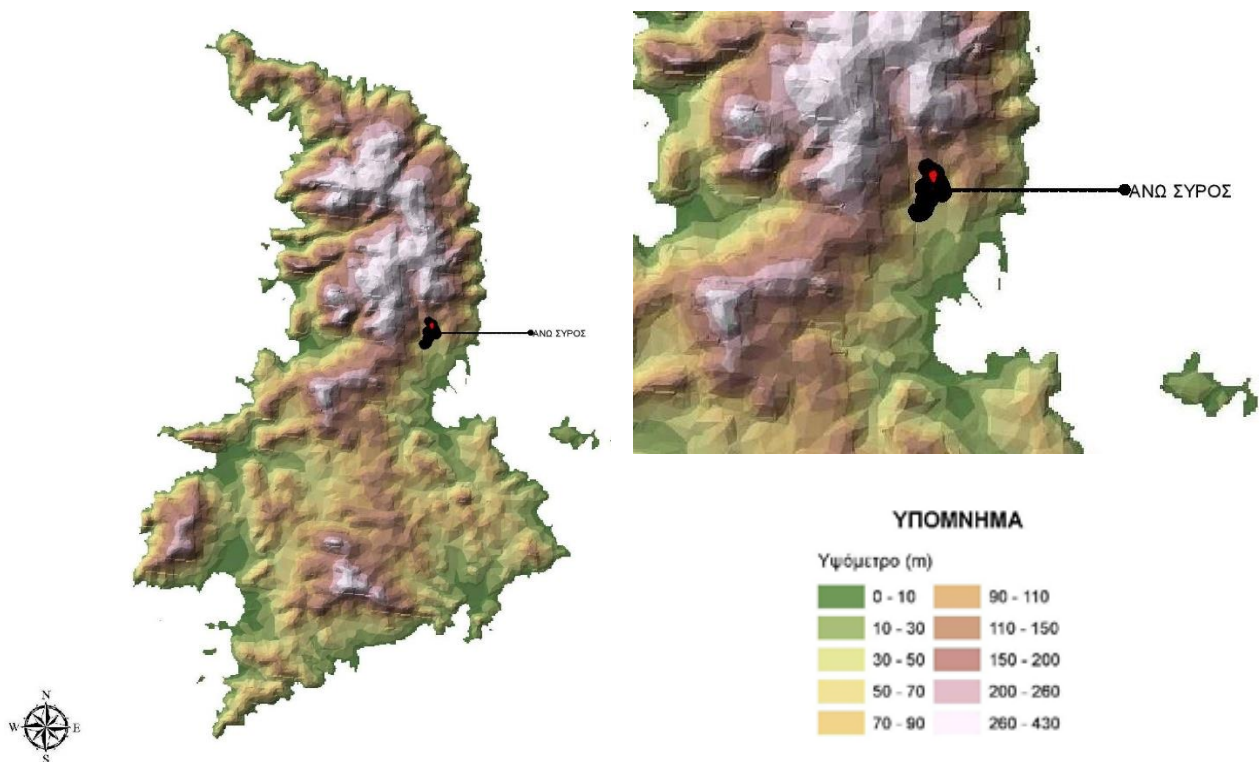 ΑΝΩ ΣΥΡΟΣ
ΑΝΩ ΣΥΡΟΣ
ΥΠΟΜΝΗΜΑ
Υψόμετρο (m)
0 - 10
10 - 30
30 - 50
50 - 70
70 - 90
90 - 110
110 - 150
150 - 200
200 - 260
260 - 430
N
W E
S